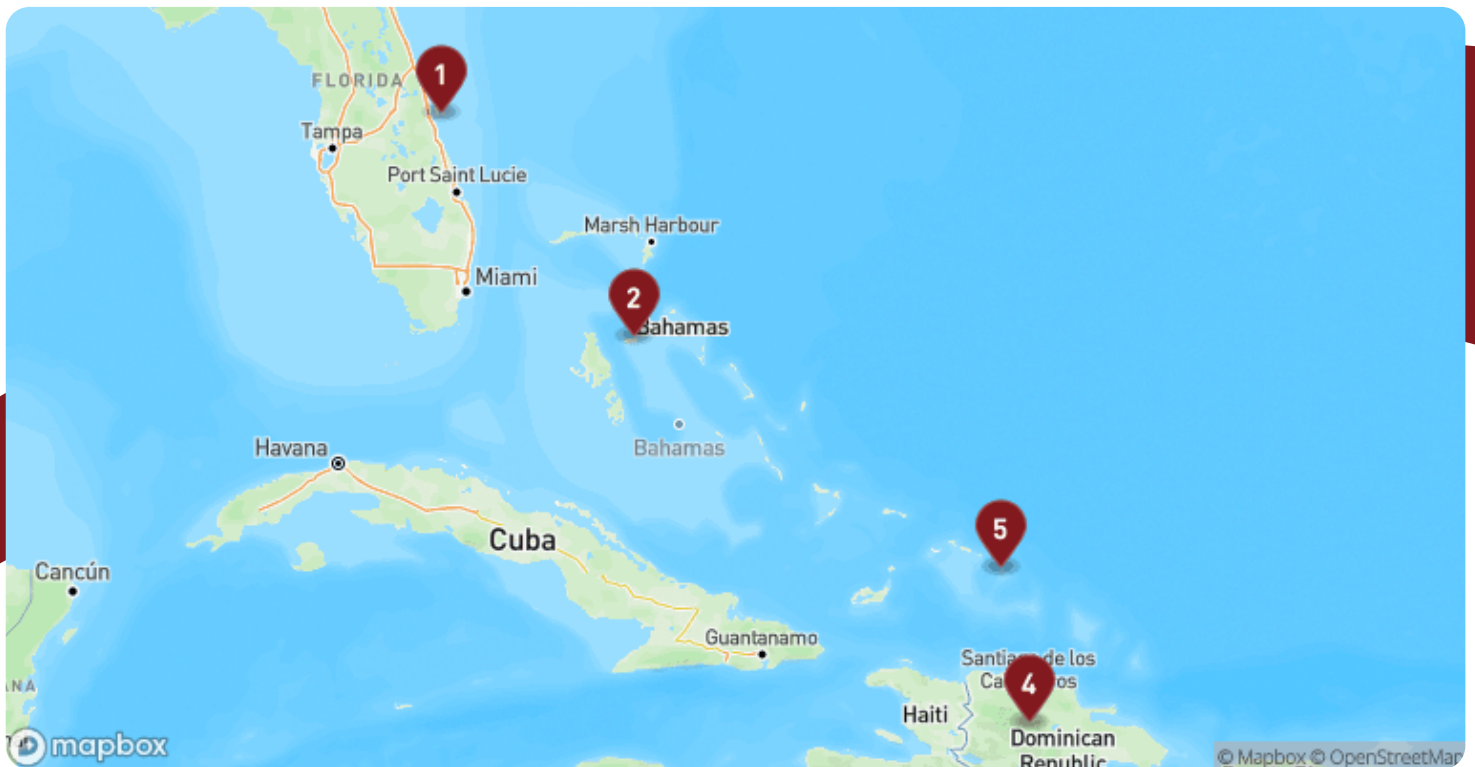 1
FLORIDA
Tampa
Port Saint Lucie
Marsh Harbour
Miami
2
Bahamas
Havana
Bahamas
Cuba
5
Cancún
Guantanamo
Santiago de los
4
Haiti
Dominican
Republic
mapbox
© Mapbox © OpenStreetMap